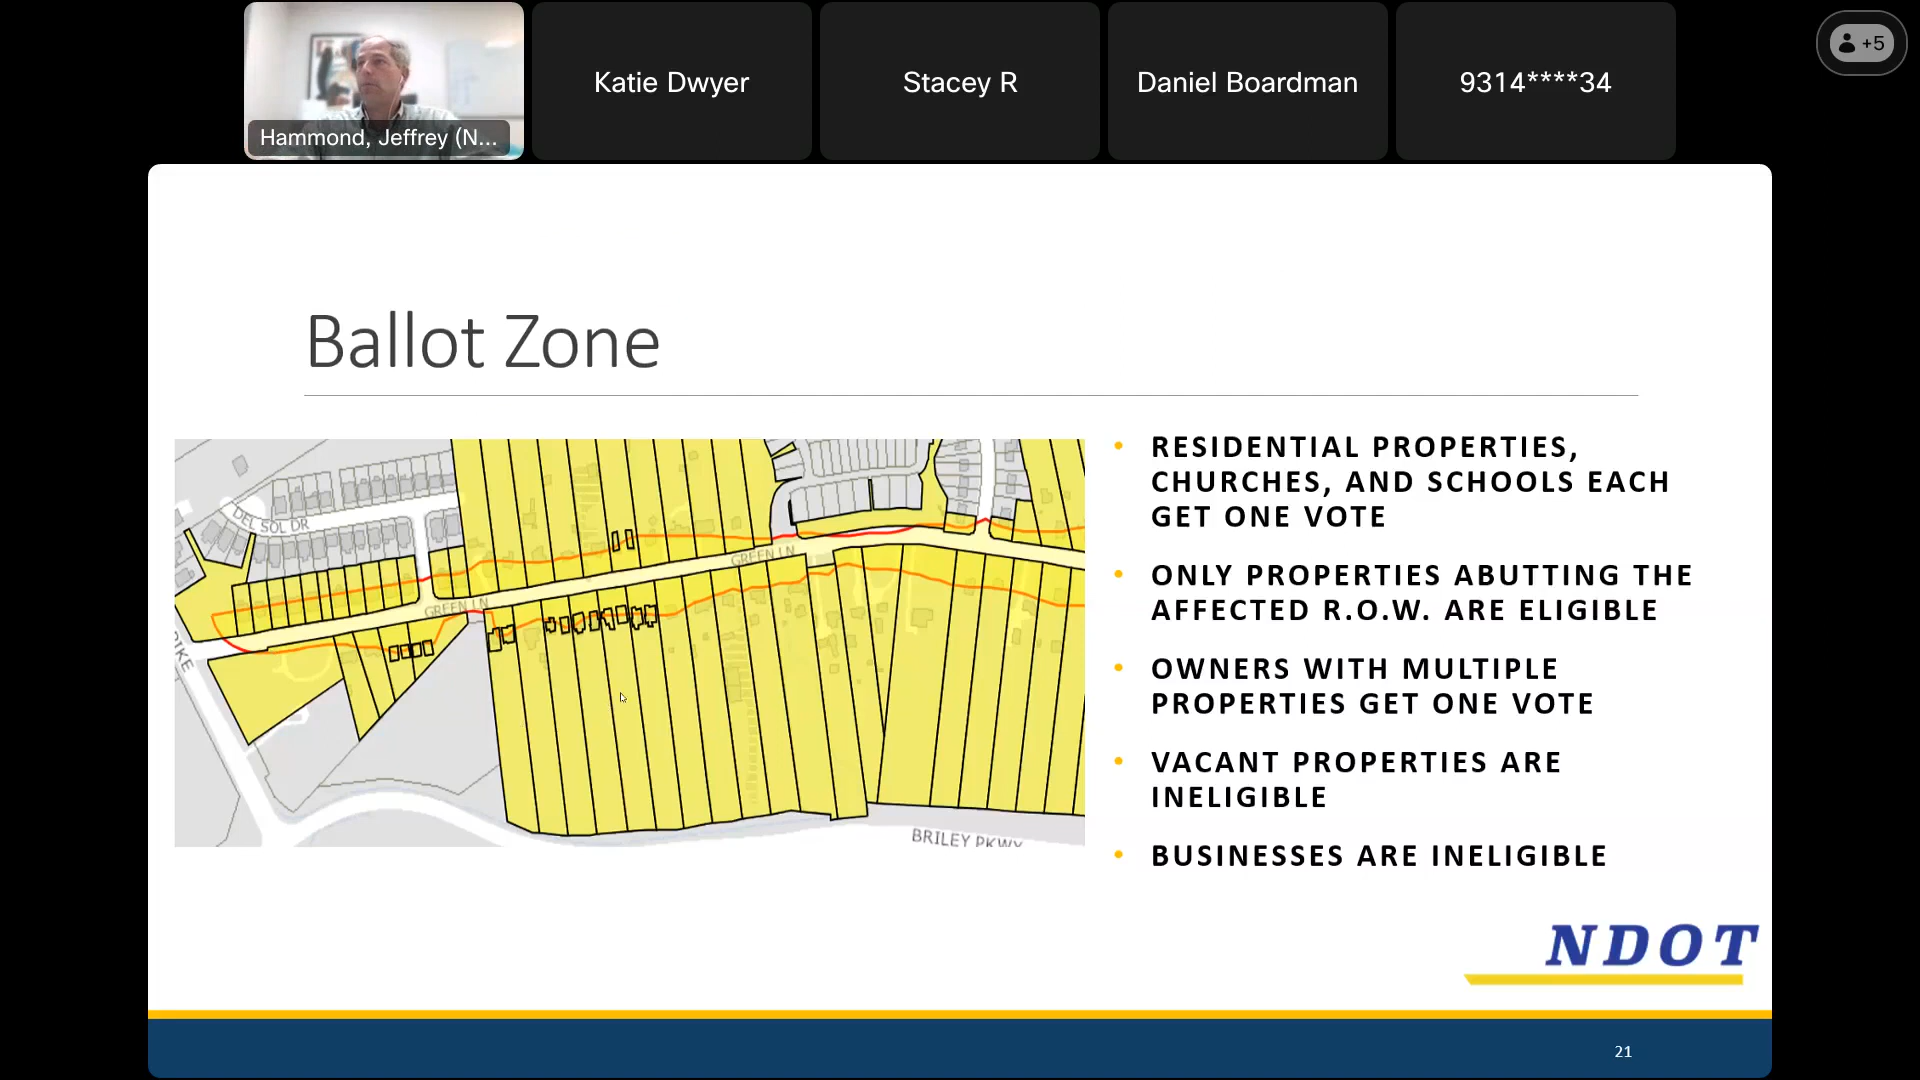 Katie Dwyer
Stacey R
Daniel Boardman
9314****34
+5
Hammond, Jeffrey (N...
Ballot Zone
DEL SOL DR
GREEN LN
GREEN LN
PIKE
BRILEY PKWY
• RESIDENTIAL PROPERTIES,
CHURCHES, AND SCHOOLS EACH
GET ONE VOTE
• ONLY PROPERTIES ABUTTING THE
AFFECTED R.O.W. ARE ELIGIBLE
• OWNERS WITH MULTIPLE
PROPERTIES GET ONE VOTE
• VACANT PROPERTIES ARE
INELIGIBLE
• BUSINESSES ARE INELIGIBLE
NDOT
21